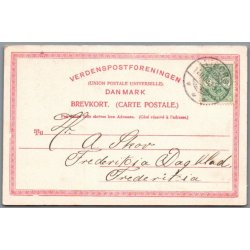 VERDENSPOSTFORENINGEN
(UNION POSTALE UNIVERSELLE)
DANMARK
BREVKORT. (CARTE POSTALE.)
Paa denne Side skrives kun Adressen. (Côté réservé à l'adresse.)
Til
Hr. A Skov
Fredericia Dagblad
Fredericia